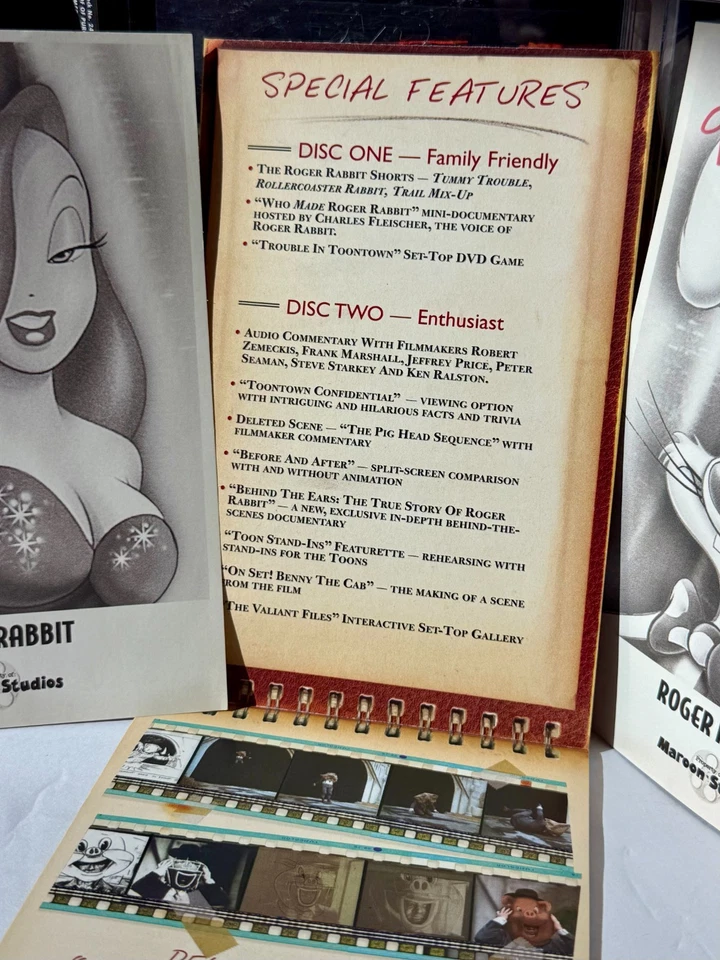 SPECIAL FEATURES
DISC ONE — Family Friendly
• THE ROGER RABBIT SHORTS — TUMMY TROUBLE,
ROLLERCOASTER RABBIT, TRAIL MIX-UP
• "WHO MADE ROGER RABBIT" MINI-DOCUMENTARY
HOSTED BY CHARLES FLEISCHER, THE VOICE OF
ROGER RABBIT.
• "TROUBLE IN TOONTOWN" SET-TOP DVD GAME
DISC TWO — Enthusiast
• AUDIO COMMENTARY WITH FILMMAKERS ROBERT
ZEMECKIS, FRANK MARSHALL, JEFFREY PRICE, PETER
SEAMAN, STEVE STARKEY AND KEN RALSTON.
• "TOONTOWN CONFIDENTIAL" — VIEWING OPTION
WITH INTRIGUING AND HILARIOUS FACTS AND TRIVIA
• DELETED SCENE — "THE PIG HEAD SEQUENCE" WITH
FILMMAKER COMMENTARY
• "BEFORE AND AFTER" — SPLIT-SCREEN COMPARISON
WITH AND WITHOUT ANIMATION
• "BEHIND THE EARS: THE TRUE STORY OF ROGER
RABBIT" — A NEW, EXCLUSIVE IN-DEPTH BEHIND-THE-
SCENES DOCUMENTARY
"TOON STAND-INS" FEATURETTE — REHEARSING WITH
STAND-INS FOR THE TOONS
"ON SET! BENNY THE CAB" — THE MAKING OF A SCENE
FROM THE FILM
THE VALIANT FILES" INTERACTIVE SET-TOP GALLERY
RABBIT
Studios
ROGER
Maroon St